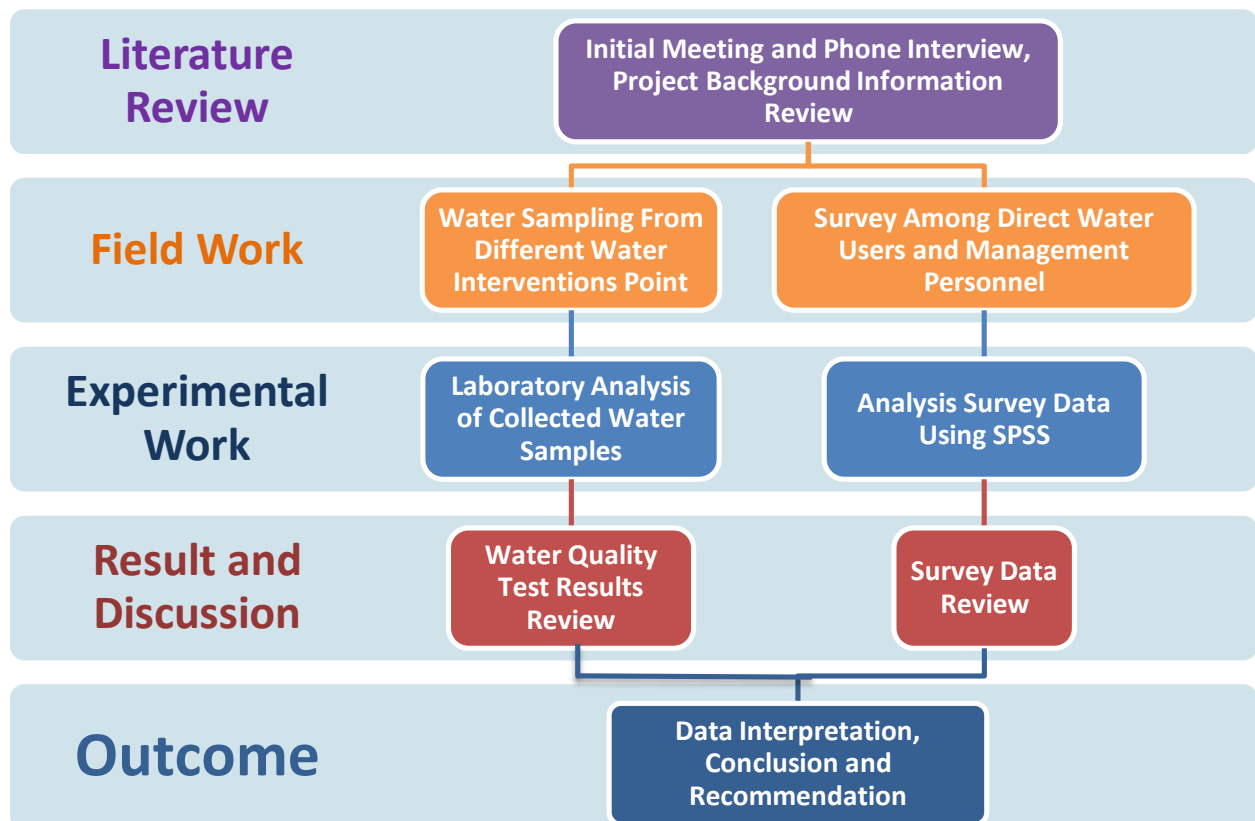 Literature
Review
Initial Meeting and Phone Interview,
Project Background Information
Review
Field Work
Water Sampling From
Different Water
Interventions Point
Survey Among Direct Water
Users and Management
Personnel
Experimental
Work
Laboratory Analysis
of Collected Water
Samples
Analysis Survey Data
Using SPSS
Result and
Discussion
Water Quality
Test Results
Review
Survey Data
Review
Outcome
Data Interpretation,
Conclusion and
Recommendation